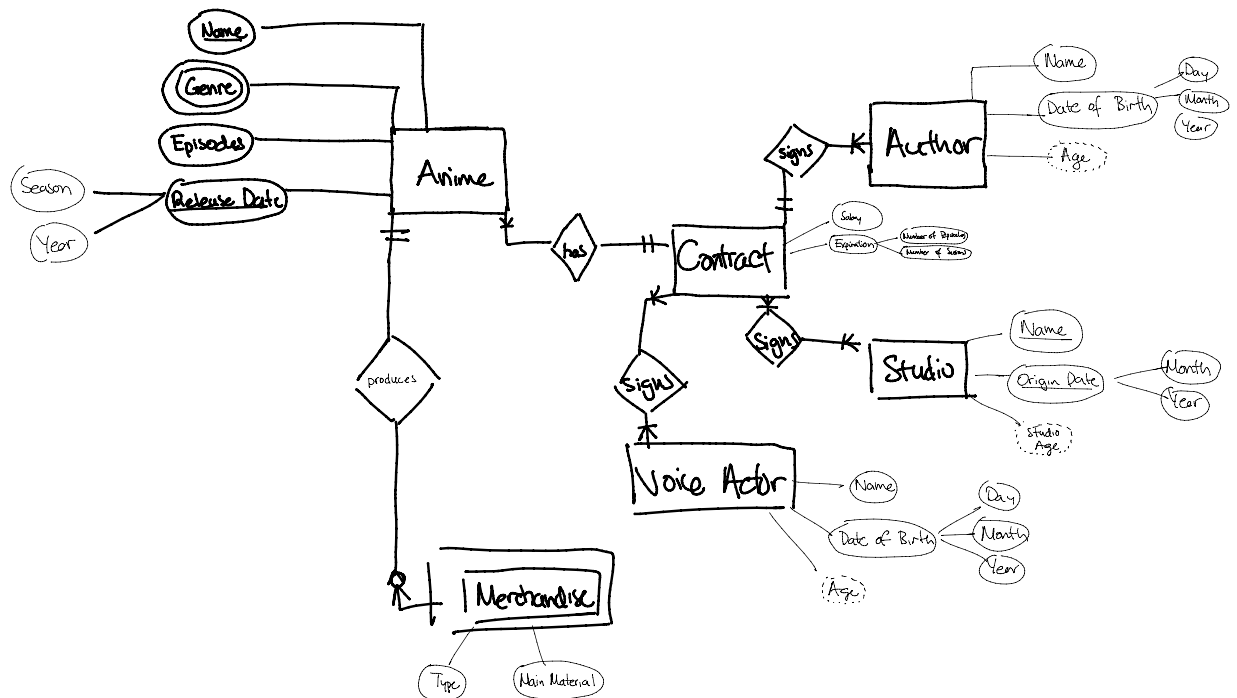 Name
Genre
Episodes
Release Date
Season
Year
Anime
has
Contract
Salary
Expiration
Number of Episodes
Number of Seasons
signs
Author
Name
Date of Birth
Day
Month
Year
Age
Signs
Studio
Name
Origin Date
Month
Year
Studio
Age
signs
Voice Actor
Name
Date of Birth
Day
Month
Year
Age
produces
Merchandise
Type
Main Material